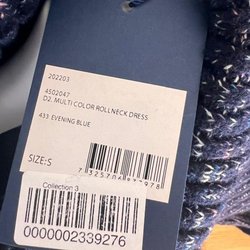 202203
4502047
D2. MULTI COLOR ROLLNECK DRESS
433 EVENING BLUE
SIZE: S
Collection 3
0000002339276